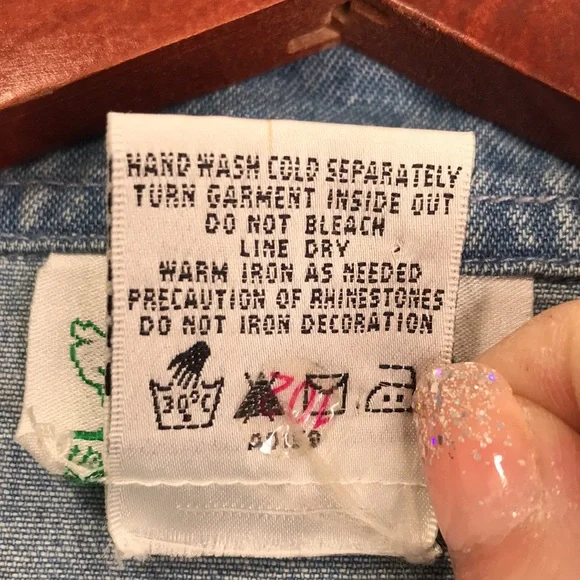 HAND WASH COLD SEPARATELY
TURN GARMENT INSIDE OUT
DO NOT BLEACH
LINE DRY
WARM IRON AS NEEDED
PRECAUTION OF RHINESTONES
DO NOT IRON DECORATION
30°C